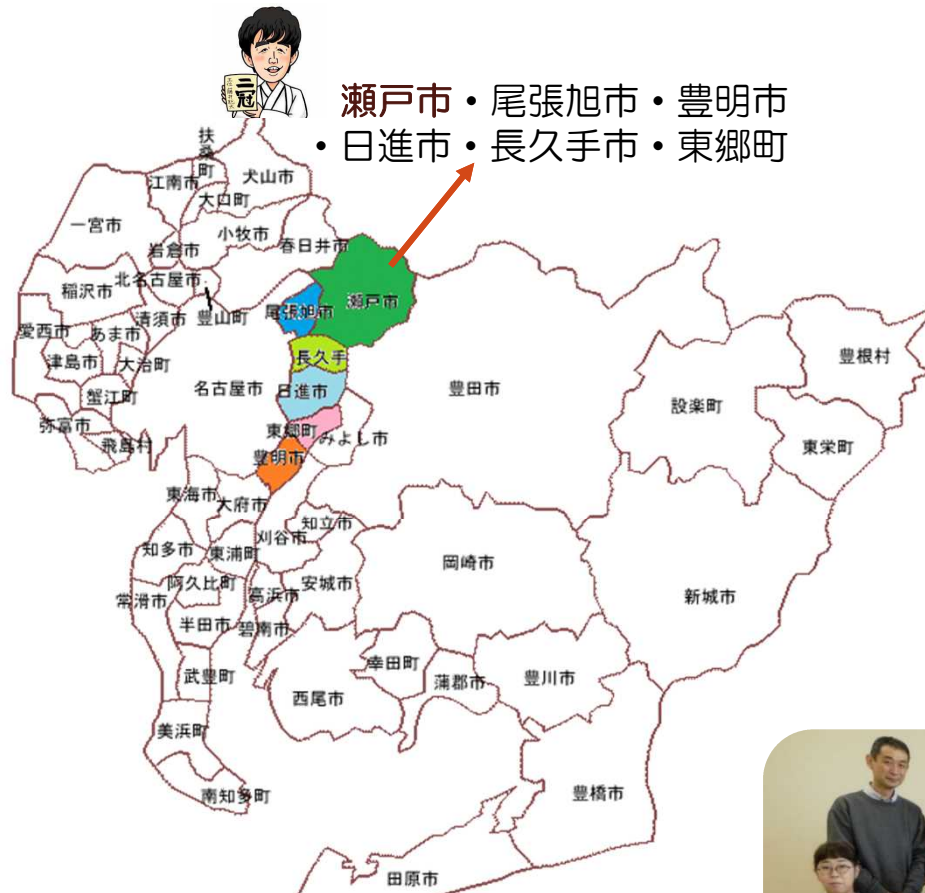 二冠
瀬戸市・尾張旭市・豊明市
・日進市・長久手市・東郷町
扶桑町
江南市
犬山市
大口町
一宮市
小牧市
岩倉市
春日井市
北名古屋市
稲沢市
瀬戸市
尾張旭市
清須市
豊山町
愛西市
あま市
津島市
大治町
長久手
豊根村
名古屋市
日進市
豊田市
蟹江町
設楽町
弥富市
東郷町
みよし市
飛島村
東栄町
豊明市
東海市
大府市
知立市
刈谷市
知多市
東浦町
岡崎市
阿久比町
安城市
高浜市
常滑市
新城市
半田市
碧南市
幸田町
武豊町
豊川市
蒲郡市
西尾市
美浜町
南知多町
豊橋市
田原市